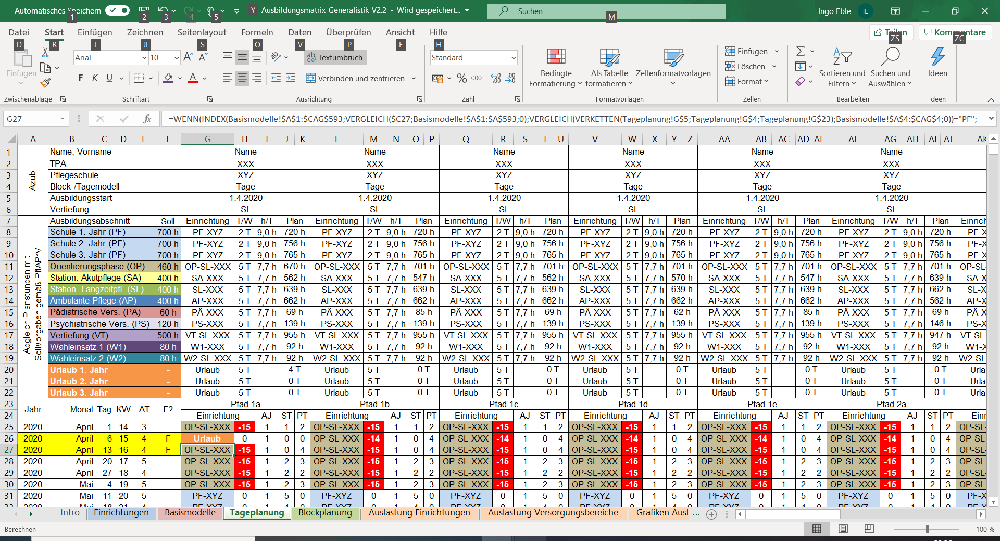 Automatisches Speichern Ausbildungsmatrix_Generalistik_V2.2 - Wird gespeichert... Suchen Ingo Eble IE
1 2 3 4 5 Y M
Datei Start Einfügen Zeichnen Seitenlayout Formeln Daten Überprüfen Ansicht Hilfe Teilen Kommentare
D R I JI S O V P F H ZS ZC
Einfügen Arial 10 Textumbruch Standard
F K U Verbinden und zentrieren % 000
Bedingte Formatierung Als Tabelle formatieren Zellenformatvorlagen
Einfügen Löschen Format
Sortieren und Filtern Suchen und Auswählen Ideen
Zwischenablage Schriftart Ausrichtung Zahl Formatvorlagen Zellen Bearbeiten Ideen
G27 fx =WENN(INDEX(Basismodelle!$A$1:$CAG$593;VERGLEICH($C27;Basismodelle!$A$1:$A$593;0);VERGLEICH(VERKETTEN(Tageplanung!G$5;Tageplanung!G$4;Tageplanung!G$23);Basismodelle!$A$4:$CAG$4;0))="PF";
A B C D E F G H I J K L M N O P Q R S T U V W X Y Z AA AB AC AD AE AF AG AH AI AJ AK
Azubi
Abgleich Planstunden mit Sollvorgaben gemäß PflAPrV
1 Name, Vorname Name Name Name Name Name Name
2 TPA XXX XXX XXX XXX XXX XXX
3 Pflegeschule XYZ XYZ XYZ XYZ XYZ XYZ
4 Block-/Tagemodell Tage Tage Tage Tage Tage Tage
5 Ausbildungsstart 1.4.2020 1.4.2020 1.4.2020 1.4.2020 1.4.2020 1.4.2020
6 Vertiefung SL SL SL SL SL SL
7 Ausbildungsabschnitt Soll Einrichtung T/W h/T Plan Einrichtung T/W h/T Plan Einrichtung T/W h/T Plan Einrichtung T/W h/T Plan Einrichtung T/W h/T Plan Einrichtung T/W h/T Plan Einrich
8 Schule 1. Jahr (PF) 700 h PF-XYZ 2 T 9,0 h 720 h PF-XYZ 2 T 9,0 h 720 h PF-XYZ 2 T 9,0 h 720 h PF-XYZ 2 T 9,0 h 720 h PF-XYZ 2 T 9,0 h 720 h PF-XYZ 2 T 9,0 h 720 h PF-X
9 Schule 2. Jahr (PF) 700 h PF-XYZ 2 T 9,0 h 756 h PF-XYZ 2 T 9,0 h 756 h PF-XYZ 2 T 9,0 h 756 h PF-XYZ 2 T 9,0 h 756 h PF-XYZ 2 T 9,0 h 756 h PF-XYZ 2 T 9,0 h 756 h PF-X
10 Schule 3. Jahr (PF) 700 h PF-XYZ 2 T 9,0 h 765 h PF-XYZ 2 T 9,0 h 765 h PF-XYZ 2 T 9,0 h 765 h PF-XYZ 2 T 9,0 h 765 h PF-XYZ 2 T 9,0 h 765 h PF-XYZ 2 T 9,0 h 765 h PF-X
11 Orientierungsphase (OP) 460 h OP-SL-XXX 5 T 7,7 h 670 h OP-SL-XXX 5 T 7,7 h 701 h OP-SL-XXX 5 T 7,7 h 701 h OP-SL-XXX 5 T 7,7 h 701 h OP-SL-XXX 5 T 7,7 h 701 h OP-SL-XXX 5 T 7,7 h 701 h OP-SL-
12 Station. Akutpflege (SA) 400 h SA-XXX 5 T 7,7 h 562 h SA-XXX 5 T 7,7 h 547 h SA-XXX 5 T 7,7 h 562 h SA-XXX 5 T 7,7 h 570 h SA-XXX 5 T 7,7 h 547 h SA-XXX 5 T 7,7 h 639 h SA-X
13 Station. Langzeitpfl. (SL) 400 h SL-XXX 5 T 7,7 h 639 h SL-XXX 5 T 7,7 h 639 h SL-XXX 5 T 7,7 h 639 h SL-XXX 5 T 7,7 h 639 h SL-XXX 5 T 7,7 h 639 h SL-XXX 5 T 7,7 h 662 h SL-X
14 Ambulante Pflege (AP) 400 h AP-XXX 5 T 7,7 h 662 h AP-XXX 5 T 7,7 h 662 h AP-XXX 5 T 7,7 h 662 h AP-XXX 5 T 7,7 h 662 h AP-XXX 5 T 7,7 h 662 h AP-XXX 5 T 7,7 h 562 h AP-X
15 Pädiatrische Vers. (PÄ) 60 h PÄ-XXX 5 T 7,7 h 69 h PÄ-XXX 5 T 7,7 h 85 h PÄ-XXX 5 T 7,7 h 69 h PÄ-XXX 5 T 7,7 h 62 h PÄ-XXX 5 T 7,7 h 85 h PÄ-XXX 5 T 7,7 h 69 h PÄ-X
16 Psychiatrische Vers. (PS) 120 h PS-XXX 5 T 7,7 h 139 h PS-XXX 5 T 7,7 h 139 h PS-XXX 5 T 7,7 h 139 h PS-XXX 5 T 7,7 h 139 h PS-XXX 5 T 7,7 h 139 h PS-XXX 5 T 7,7 h 146 h PS-X
17 Vertiefung (VT) 500 h VT-SL-XXX 5 T 7,7 h 955 h VT-SL-XXX 5 T 7,7 h 955 h VT-SL-XXX 5 T 7,7 h 955 h VT-SL-XXX 5 T 7,7 h 955 h VT-SL-XXX 5 T 7,7 h 955 h VT-SL-XXX 5 T 7,7 h 947 h VT-SL-
18 Wahleinsatz 1 (W1) 80 h W1-XXX 5 T 7,7 h 92 h W1-XXX 5 T 7,7 h 92 h W1-XXX 5 T 7,7 h 92 h W1-XXX 5 T 7,7 h 92 h W1-XXX 5 T 7,7 h 92 h W1-XXX 5 T 7,7 h 92 h W1-X
19 Wahleinsatz 2 (W2) 80 h W2-SL-XXX 5 T 7,7 h 92 h W2-SL-XXX 5 T 7,7 h 92 h W2-SL-XXX 5 T 7,7 h 92 h W2-SL-XXX 5 T 7,7 h 92 h W2-SL-XXX 5 T 7,7 h 92 h W2-SL-XXX 5 T 7,7 h 92 h W2-SL-
20 Urlaub 1. Jahr - Urlaub 5 T 4 T Urlaub 5 T 0 T Urlaub 5 T 0 T Urlaub 5 T 0 T Urlaub 5 T 0 T Urlaub 5 T 0 T Urlau
21 Urlaub 2. Jahr - Urlaub 5 T 0 T Urlaub 5 T 0 T Urlaub 5 T 0 T Urlaub 5 T 0 T Urlaub 5 T 0 T Urlaub 5 T 0 T Urlau
22 Urlaub 3. Jahr - Urlaub 5 T 0 T Urlaub 5 T 0 T Urlaub 5 T 0 T Urlaub 5 T 0 T Urlaub 5 T 0 T Urlaub 5 T 0 T Urlau
23 Jahr Monat Tag KW AT F? Pfad 1a Pfad 1b Pfad 1c Pfad 1d Pfad 1e Pfad 2a
24 Einrichtung AJ ST PT Einrichtung AJ ST PT Einrichtung AJ ST PT Einrichtung AJ ST PT Einrichtung AJ ST PT Einrichtung AJ ST PT Einri
25 2020 April 1 14 3 OP-SL-XXX -15 1 1 2 OP-SL-XXX -15 1 1 2 OP-SL-XXX -15 1 1 2 OP-SL-XXX -15 1 1 2 OP-SL-XXX -15 1 1 2 OP-SL-XXX -15 1 1 2 OP-SL-
26 2020 April 6 15 4 F Urlaub 0 1 0 0 OP-SL-XXX -14 1 0 4 OP-SL-XXX -14 1 0 4 OP-SL-XXX -14 1 0 4 OP-SL-XXX -14 1 0 4 OP-SL-XXX -14 1 0 4 OP-SL-
27 2020 April 13 16 4 F OP-SL-XXX -15 1 0 4 OP-SL-XXX -15 1 0 4 OP-SL-XXX -15 1 0 4 OP-SL-XXX -15 1 0 4 OP-SL-XXX -15 1 0 4 OP-SL-XXX -15 1 0 4 OP-SL-
28 2020 April 20 17 5 OP-SL-XXX -15 1 2 3 OP-SL-XXX -15 1 2 3 OP-SL-XXX -15 1 2 3 OP-SL-XXX -15 1 2 3 OP-SL-XXX -15 1 2 3 OP-SL-XXX -15 1 2 3 OP-SL-
29 2020 April 27 18 4 OP-SL-XXX -15 1 2 2 OP-SL-XXX -15 1 2 2 OP-SL-XXX -15 1 2 2 OP-SL-XXX -15 1 2 2 OP-SL-XXX -15 1 2 2 OP-SL-XXX -15 1 2 2 OP-SL-
30 2020 Mai 4 19 5 OP-SL-XXX -15 1 2 3 OP-SL-XXX -15 1 2 3 OP-SL-XXX -15 1 2 3 OP-SL-XXX -15 1 2 3 OP-SL-XXX -15 1 2 3 OP-SL-XXX -15 1 2 3 OP-SL-
31 2020 Mai 11 20 5 PF-XYZ 0 1 5 0 PF-XYZ 0 1 5 0 PF-XYZ 0 1 5 0 PF-XYZ 0 1 5 0 PF-XYZ 0 1 5 0 PF-XYZ 0 1 5 0 PF-X
Intro Einrichtungen Basismodelle Tageplanung Blockplanung Auslastung Einrichtungen Auslastung Versorgungsbereiche Grafiken Ausl ...
Berechnen 100 %